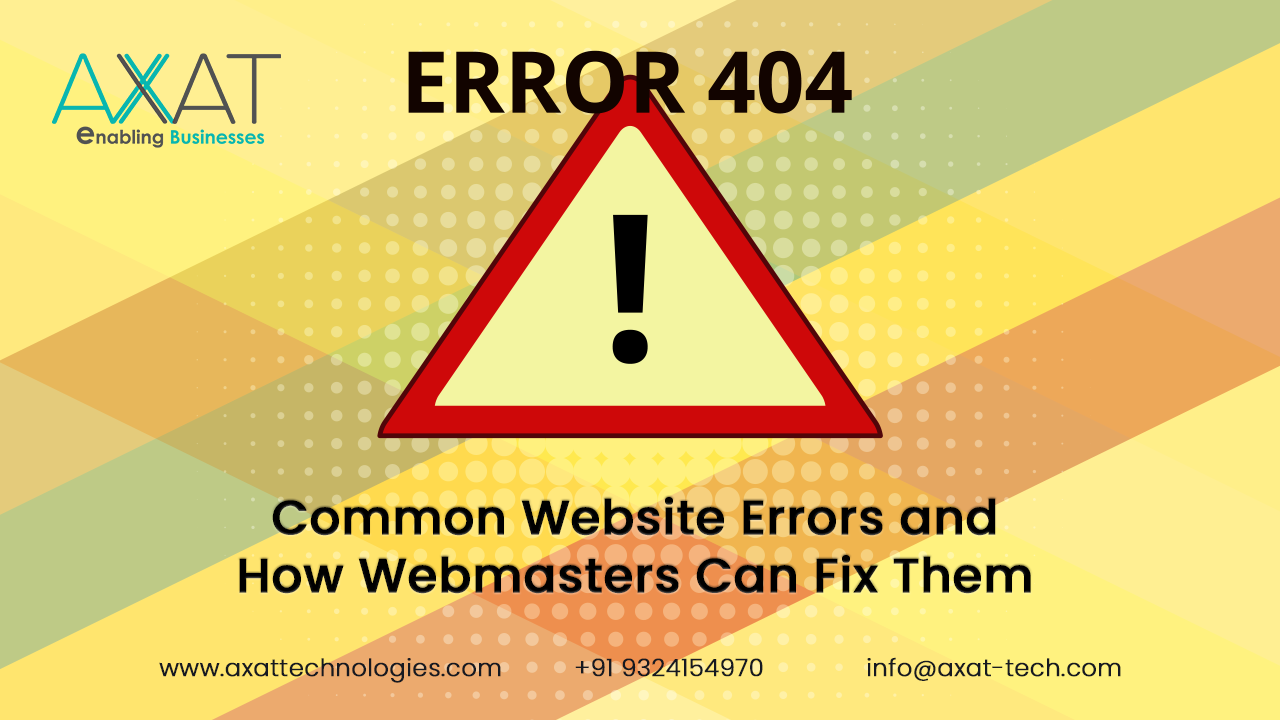 AXAT
enabling Businesses
ERROR 404
!
Common Website Errors and
How Webmasters Can Fix Them
www.axattechnologies.com
+91 9324154970
info@axat-tech.com